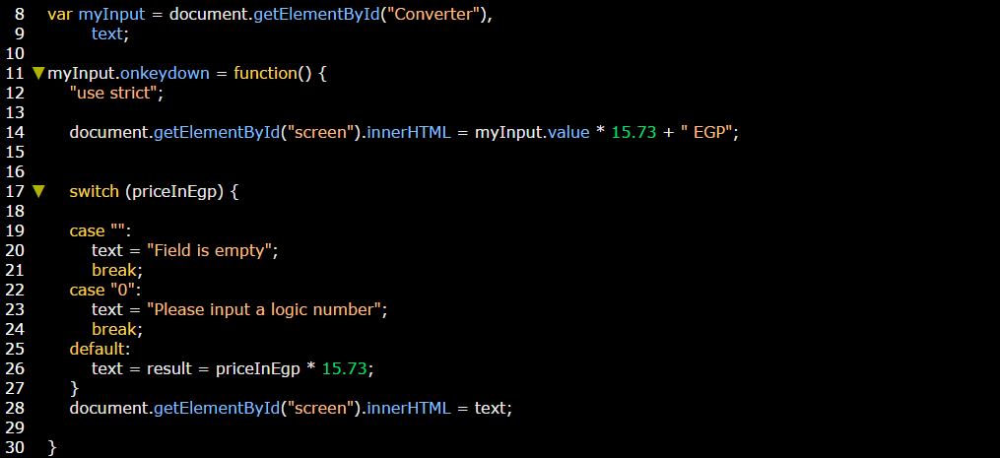 8 var myInput = document.getElementById("Converter"),
9 text;
10
11 myInput.onkeydown = function() {
12 "use strict";
13
14 document.getElementById("screen").innerHTML = myInput.value * 15.73 + " EGP";
15
16
17 switch (priceInEgp) {
18
19 case "":
20 text = "Field is empty";
21 break;
22 case "0":
23 text = "Please input a logic number";
24 break;
25 default:
26 text = result = priceInEgp * 15.73;
27 }
28 document.getElementById("screen").innerHTML = text;
29
30 }